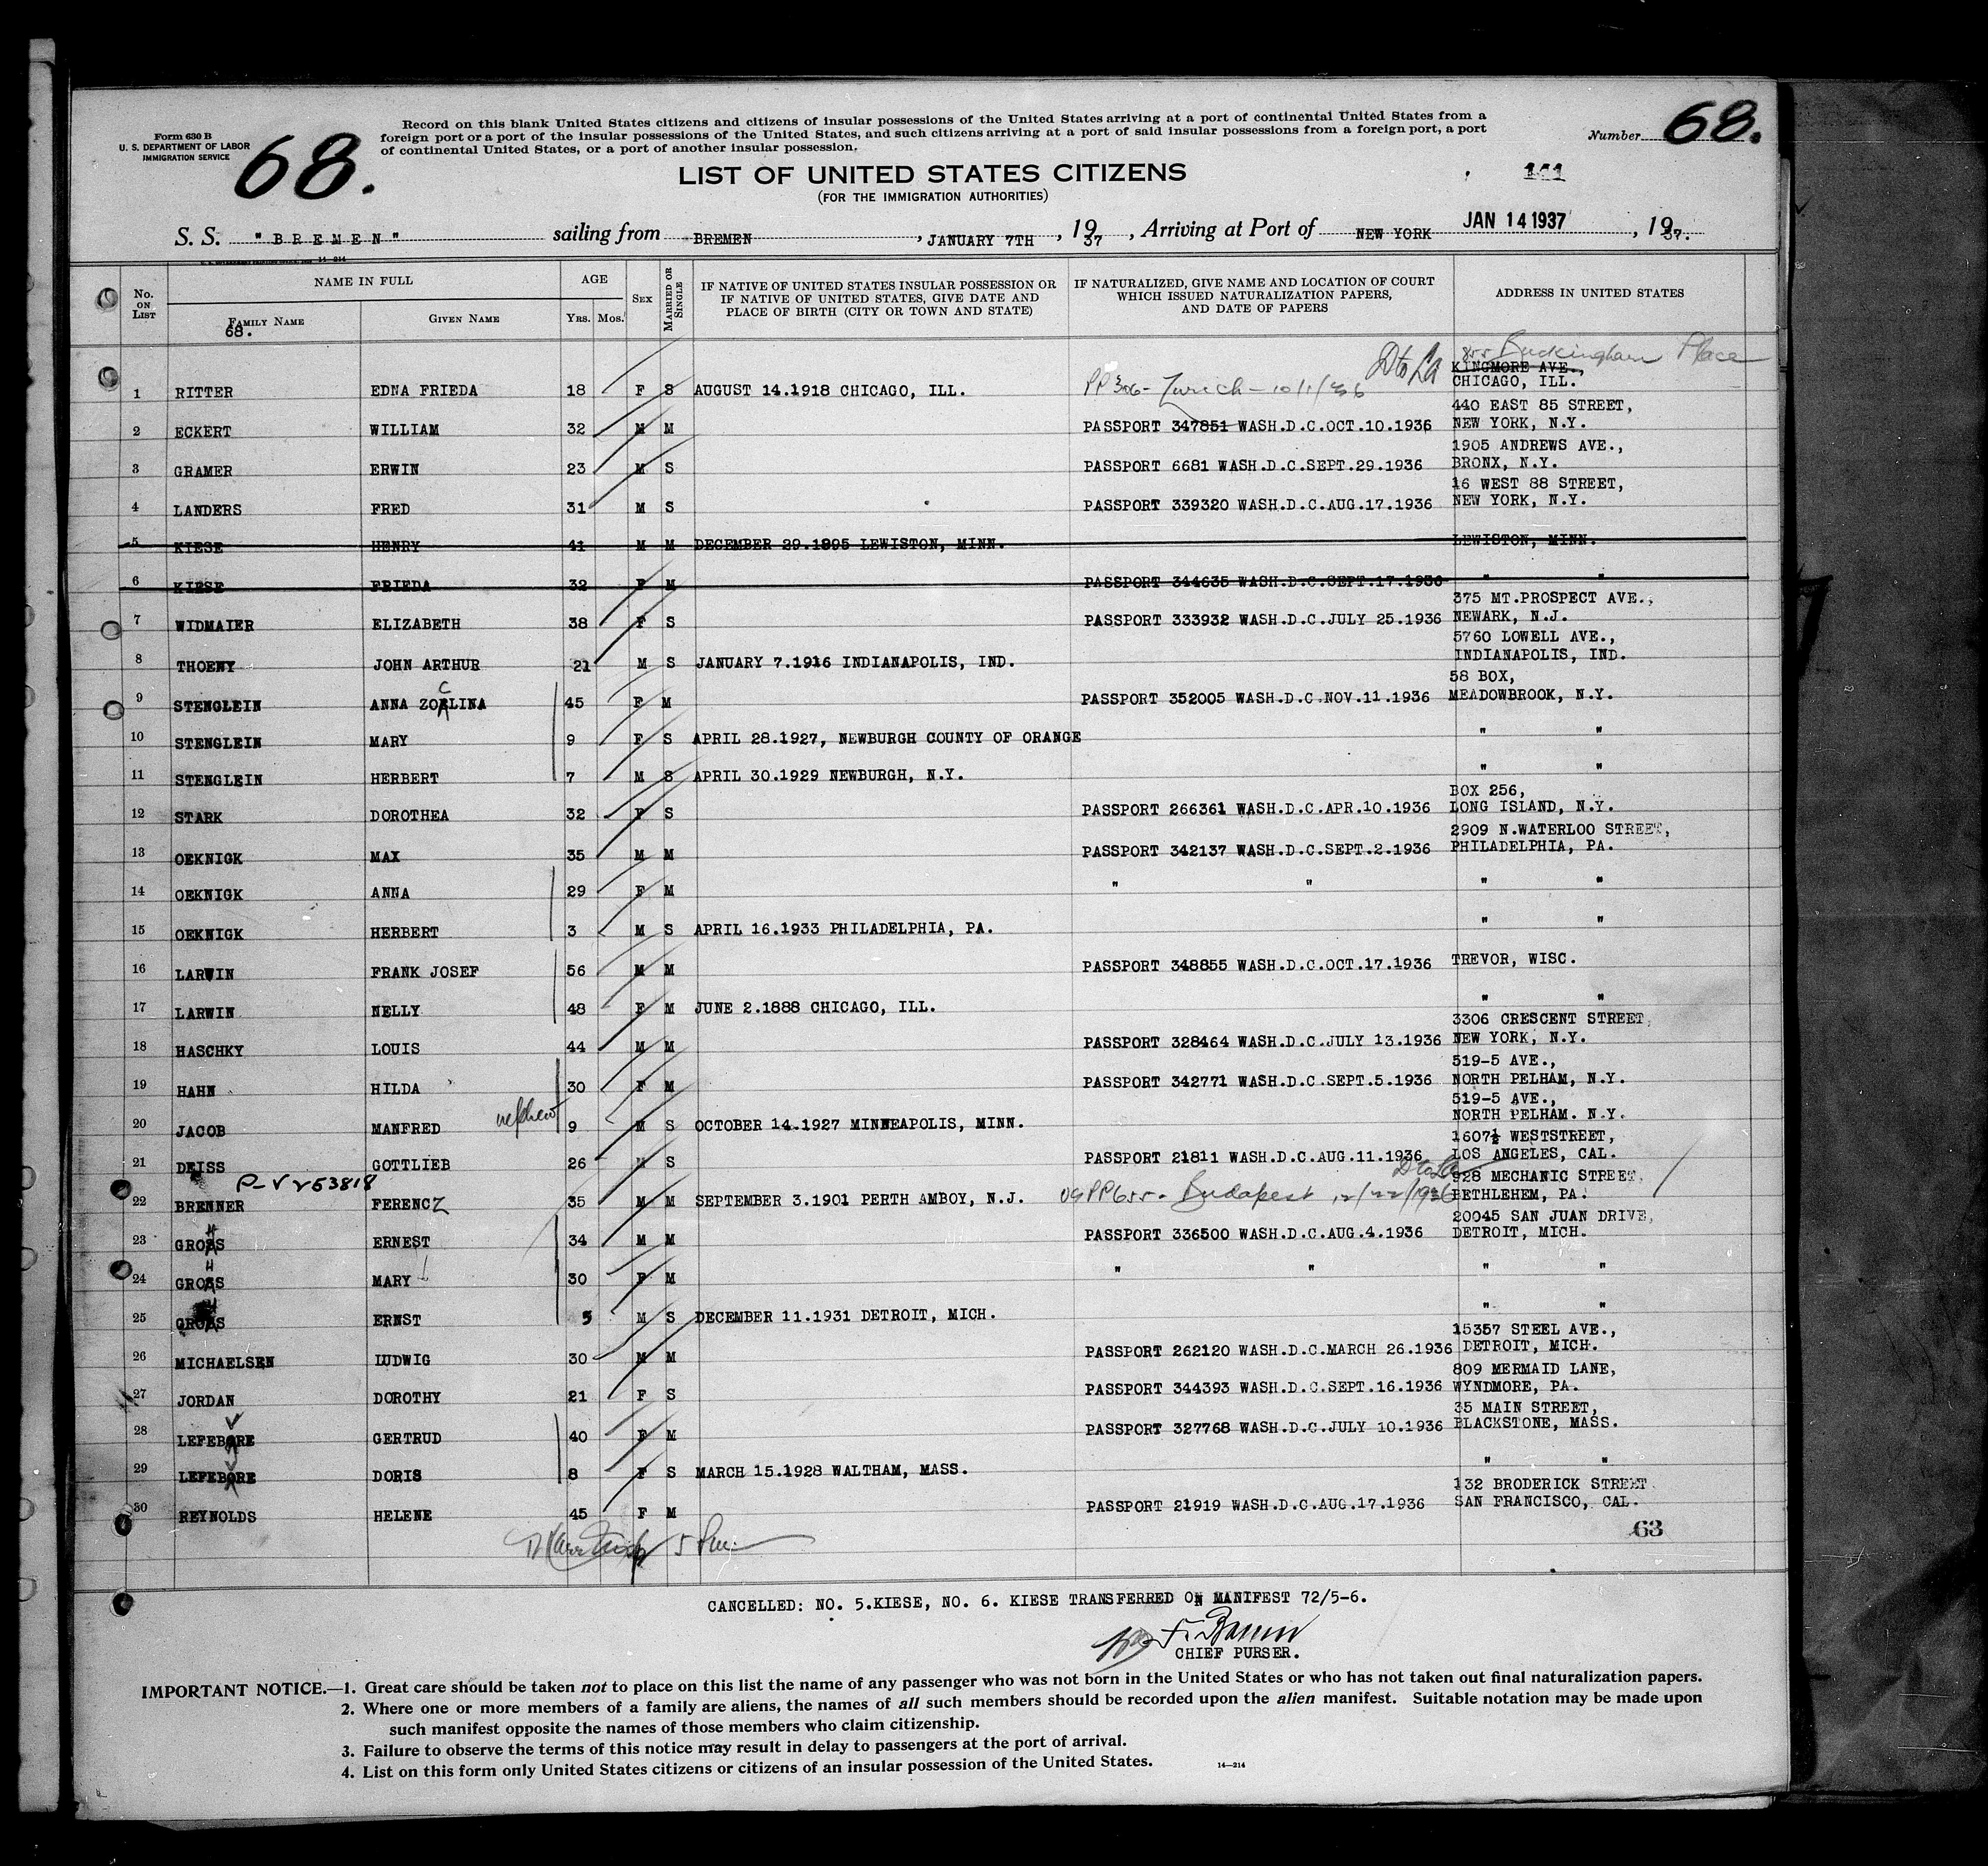 Form 630 B
U. S. DEPARTMENT OF LABOR
IMMIGRATION SERVICE
68.
Record on this blank United States citizens and citizens of insular possessions of the United States arriving at a port of continental United States from a
foreign port or a port of the insular possessions of the United States, and such citizens arriving at a port of said insular possessions from a foreign port, a port
of continental United States, or a port of another insular possession.
Number 68.
LIST OF UNITED STATES CITIZENS
(FOR THE IMMIGRATION AUTHORITIES)
S. S. "BREMEN" sailing from BREMEN, JANUARY 7TH, 1937, Arriving at Port of NEW YORK JAN 14 1937, 1937.
No. on List NAME IN FULL Family Name Given Name AGE Yrs. Mos. Sex Married or Single IF NATIVE OF UNITED STATES INSULAR POSSESSION OR IF NATIVE OF UNITED STATES, GIVE DATE AND PLACE OF BIRTH (CITY OR TOWN AND STATE) IF NATURALIZED, GIVE NAME AND LOCATION OF COURT WHICH ISSUED NATURALIZATION PAPERS, AND DATE OF PAPERS ADDRESS IN UNITED STATES
68.
855 Buckingham Place
KINGMORE AVE.,
1 RITTER EDNA FRIEDA 18 F S AUGUST 14.1918 CHICAGO, ILL. PP 306 - Zurich - 10/1/36 D to La CHICAGO, ILL.
440 EAST 85 STREET,
2 ECKERT WILLIAM 32 M M PASSPORT 347851 WASH.D.C.OCT.10.1936 NEW YORK, N.Y.
1905 ANDREWS AVE.,
3 GRAMER ERWIN 23 M S PASSPORT 6681 WASH.D.C.SEPT.29.1936 BRONX, N.Y.
16 WEST 88 STREET,
4 LANDERS FRED 31 M S PASSPORT 339320 WASH.D.C.AUG.17.1936 NEW YORK, N.Y.
5 KIESE HENRY 41 M M DECEMBER 29.1895 LEWISTON, MINN. LEWISTON, MINN.
6 KIESE FRIEDA 32 F M PASSPORT 344635 WASH.D.C.SEPT.17.1936 " "
375 MT.PROSPECT AVE.,
7 WIDMAIER ELIZABETH 38 F S PASSPORT 333932 WASH.D.C.JULY 25.1936 NEWARK, N.J.
5760 LOWELL AVE.,
8 THOENY JOHN ARTHUR 21 M S JANUARY 7.1916 INDIANAPOLIS, IND. INDIANAPOLIS, IND.
58 BOX,
9 STENGLEIN ANNA ZOCLINA 45 F M PASSPORT 352005 WASH.D.C.NOV.11.1936 MEADOWBROOK, N.Y.
10 STENGLEIN MARY 9 F S APRIL 28.1927, NEWBURGH COUNTY OF ORANGE " "
11 STENGLEIN HERBERT 7 M S APRIL 30.1929 NEWBURGH, N.Y. " "
BOX 256,
12 STARK DOROTHEA 32 F S PASSPORT 266361 WASH.D.C.APR.10.1936 LONG ISLAND, N.Y.
2909 N.WATERLOO STREET,
13 OEKNIGK MAX 35 M M PASSPORT 342137 WASH.D.C.SEPT.2.1936 PHILADELPHIA, PA.
14 OEKNIGK ANNA 29 F M " " " "
15 OEKNIGK HERBERT 3 M S APRIL 16.1933 PHILADELPHIA, PA. " "
16 LARWIN FRANK JOSEF 56 M M PASSPORT 348855 WASH.D.C.OCT.17.1936 TREVOR, WISC.
17 LARWIN NELLY 48 F M JUNE 2.1888 CHICAGO, ILL. " "
3306 CRESCENT STREET,
18 HASCHKY LOUIS 44 M M PASSPORT 328464 WASH.D.C.JULY 13.1936 NEW YORK, N.Y.
519-5 AVE.,
19 HAHN HILDA 30 F M PASSPORT 342771 WASH.D.C.SEPT.5.1936 NORTH PELHAM, N.Y.
519-5 AVE.,
20 JACOB MANFRED nephew 9 M S OCTOBER 14.1927 MINNEAPOLIS, MINN. NORTH PELHAM. N.Y.
1607½ WESTSTREET,
21 DEISS GOTTLIEB 26 M S PASSPORT 21811 WASH.D.C.AUG.11.1936 LOS ANGELES, CAL.
P-V 253818 D to La 928 MECHANIC STREET,
22 BRENNER FERENCZ 35 M M SEPTEMBER 3.1901 PERTH AMBOY, N.J. PP655 - Budapest 12/22/1936 BETHLEHEM, PA.
20045 SAN JUAN DRIVE,
23 GROHS ERNEST 34 M M PASSPORT 336500 WASH.D.C.AUG.4.1936 DETROIT, MICH.
24 GROHS MARY 30 F M " " " "
25 GROHS ERNST 5 M S DECEMBER 11.1931 DETROIT, MICH. " "
15357 STEEL AVE.,
26 MICHAELSEN LUDWIG 30 M M PASSPORT 262120 WASH.D.C.MARCH 26.1936 DETROIT, MICH.
809 MERMAID LANE,
27 JORDAN DOROTHY 21 F S PASSPORT 344393 WASH.D.C.SEPT.16.1936 WYNDMORE, PA.
35 MAIN STREET,
28 LEFEBVRE GERTRUD 40 F M PASSPORT 327768 WASH.D.C.JULY 10.1936 BLACKSTONE, MASS.
29 LEFEBVRE DORIS 8 F S MARCH 15.1928 WALTHAM, MASS. " "
132 BRODERICK STREET
30 REYNOLDS HELENE 45 F M PASSPORT 21919 WASH.D.C.AUG.17.1936 SAN FRANCISCO, CAL.
63
CANCELLED: NO. 5.KIESE, NO. 6. KIESE TRANSFERRED ON MANIFEST 72/5-6.
CHIEF PURSER.
IMPORTANT NOTICE.—1. Great care should be taken not to place on this list the name of any passenger who was not born in the United States or who has not taken out final naturalization papers.
2. Where one or more members of a family are aliens, the names of all such members should be recorded upon the alien manifest. Suitable notation may be made upon
such manifest opposite the names of those members who claim citizenship.
3. Failure to observe the terms of this notice may result in delay to passengers at the port of arrival.
4. List on this form only United States citizens or citizens of an insular possession of the United States.
14—214